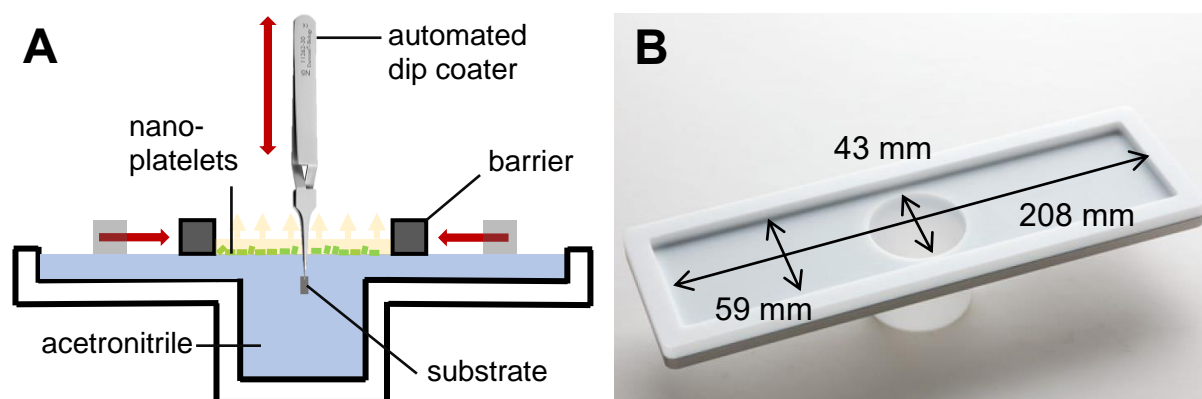 A
automated
dip coater
nano-
platelets
barrier
acetronitrile
substrate
B
43 mm
208 mm
59 mm